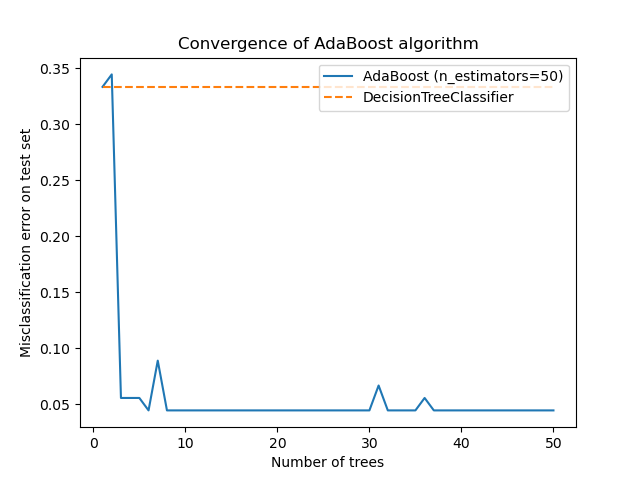 Convergence of AdaBoost algorithm
AdaBoost (n_estimators=50)
DecisionTreeClassifier
Misclassification error on test set
0.35
0.30
0.25
0.20
0.15
0.10
0.05
0 10 20 30 40 50
Number of trees